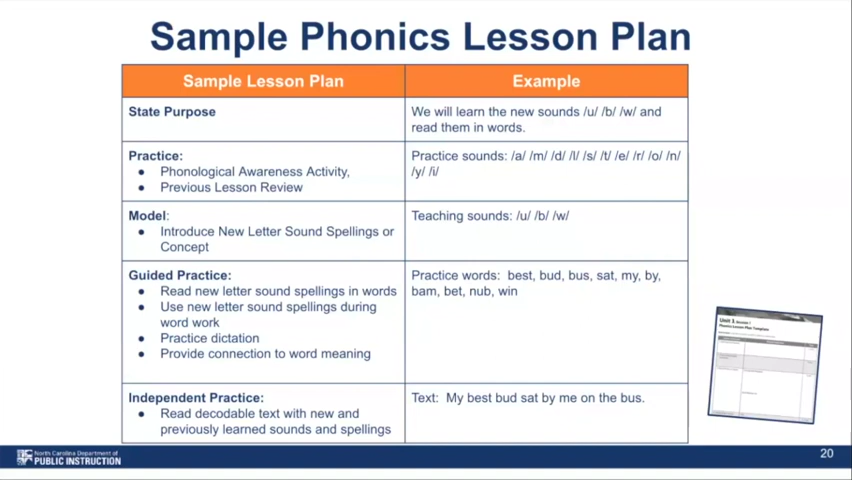 Sample Phonics Lesson Plan
Sample Lesson Plan
Example
State Purpose
We will learn the new sounds /u/ /b/ /w/ and
read them in words.
Practice:
● Phonological Awareness Activity,
● Previous Lesson Review
Practice sounds: /a/ /m/ /d/ /l/ /s/ /t/ /e/ /r/ /o/ /n/
/y/ /i/
Model:
● Introduce New Letter Sound Spellings or
Concept
Teaching sounds: /u/ /b/ /w/
Guided Practice:
● Read new letter sound spellings in words
● Use new letter sound spellings during
word work
● Practice dictation
● Provide connection to word meaning
Practice words: best, bud, bus, sat, my, by,
bam, bet, nub, win
Independent Practice:
● Read decodable text with new and
previously learned sounds and spellings
Text: My best bud sat by me on the bus.
Phonics Lesson Plan Template
North Carolina Department of
PUBLIC INSTRUCTION
20